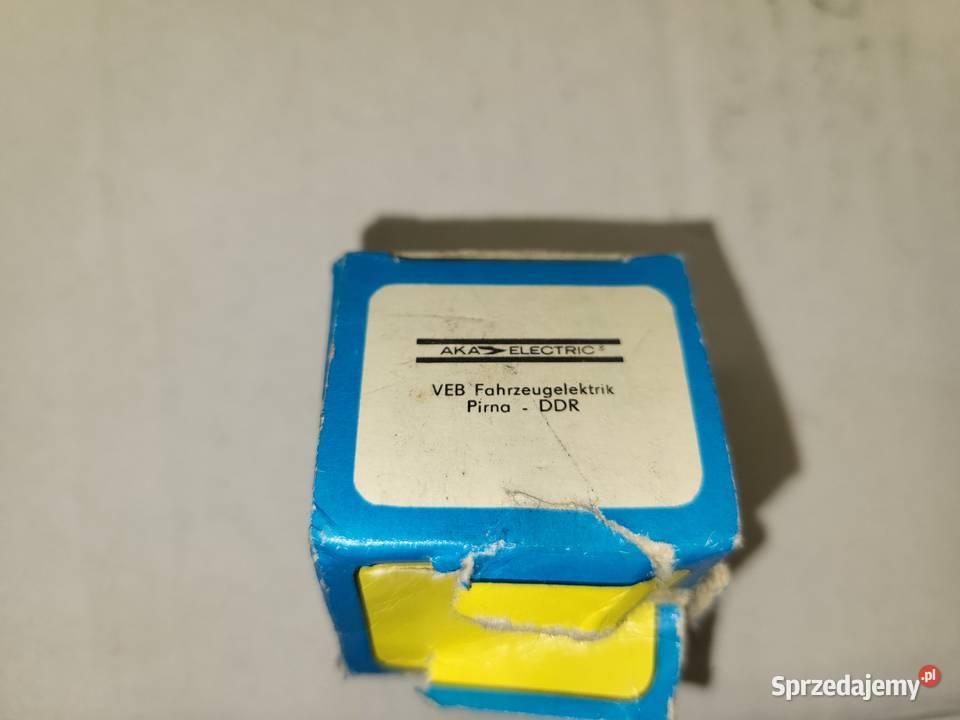 AKA ELECTRIC
VEB Fahrzeugelektrik
Pirna - DDR
Sprzedajemy.pl